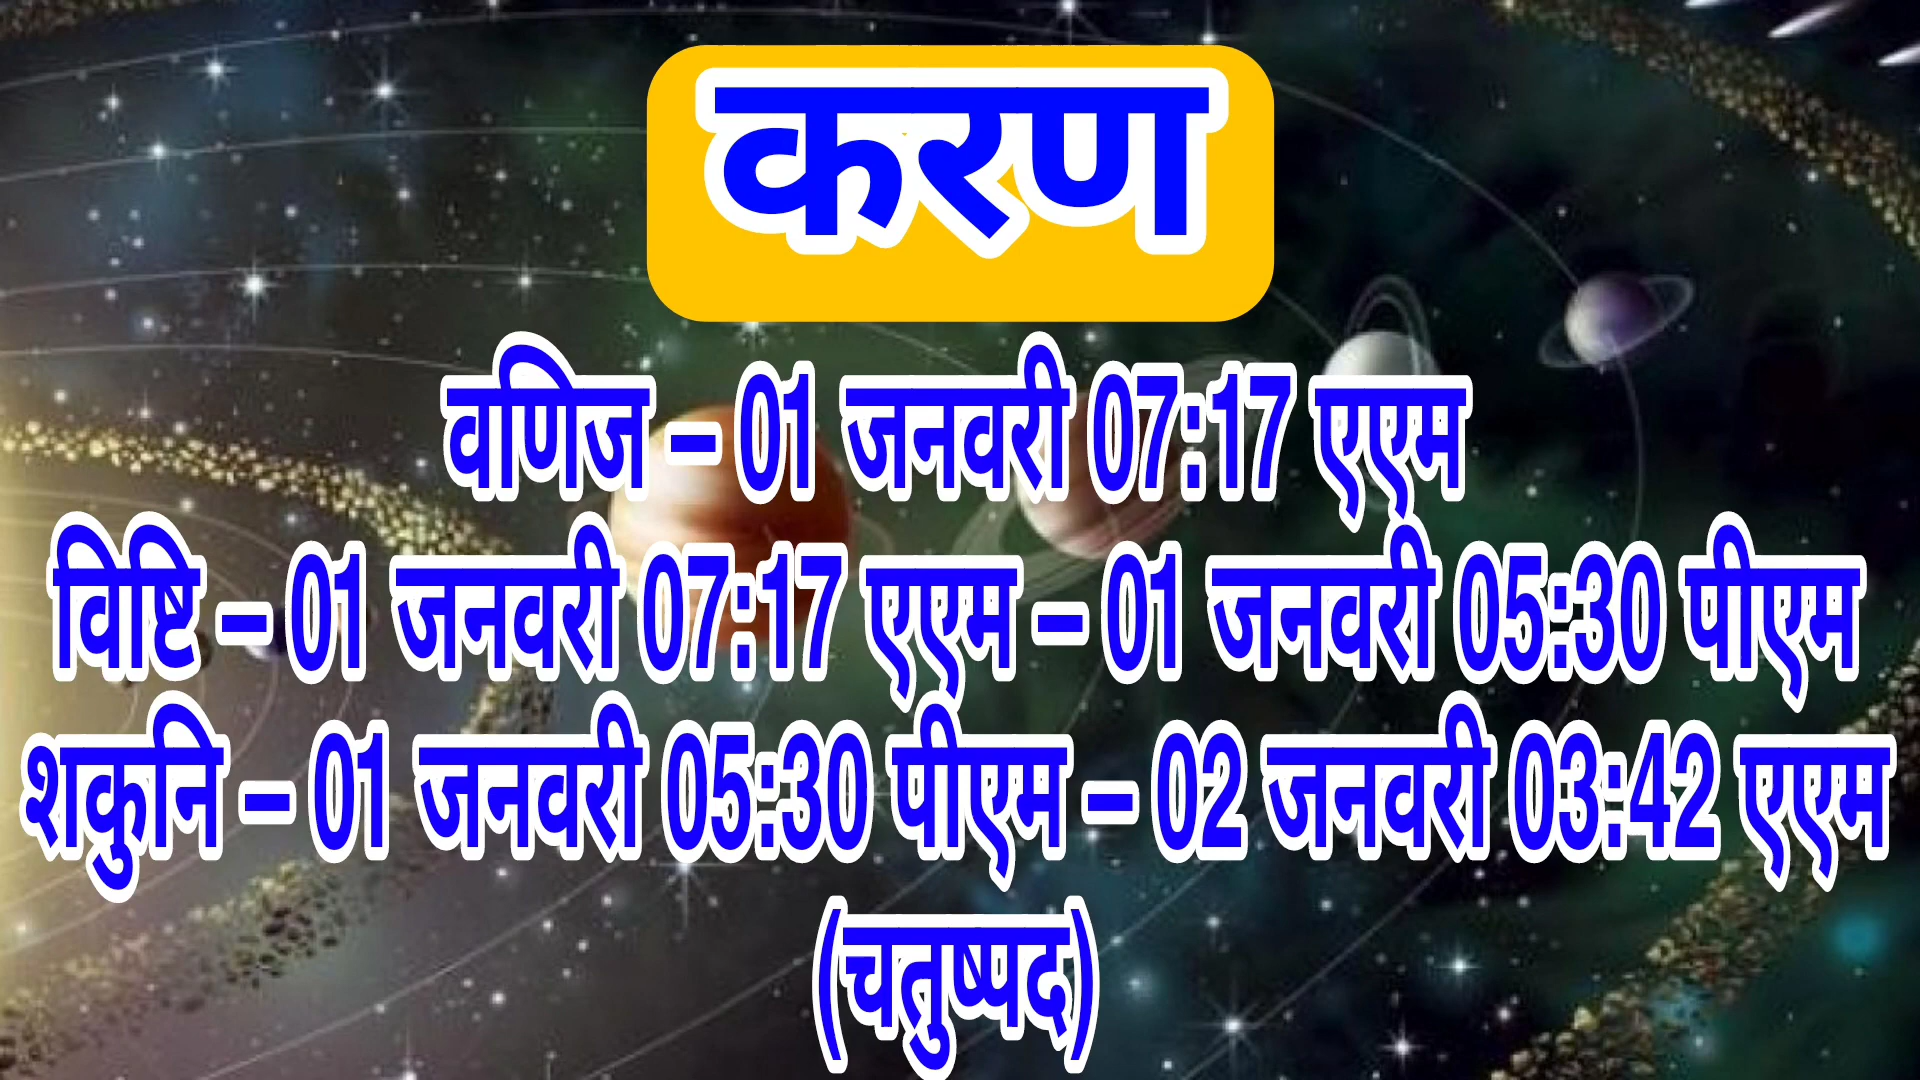 करण
वणिज – 01 जनवरी 07:17 एएम
विष्टि – 01 जनवरी 07:17 एएम – 01 जनवरी 05:30 पीएम
शकुनि – 01 जनवरी 05:30 पीएम – 02 जनवरी 03:42 एएम
(चतुष्पद)